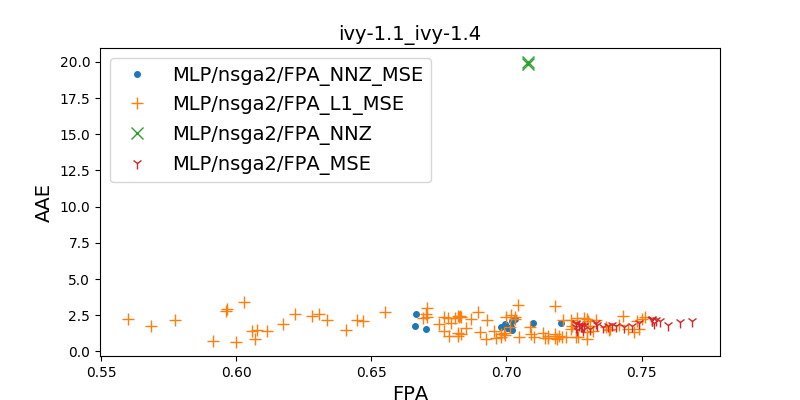 ivy-1.1_ivy-1.4
20.0
17.5
15.0
12.5
10.0
7.5
5.0
2.5
0.0
AAE
MLP/nsga2/FPA_NNZ_MSE
MLP/nsga2/FPA_L1_MSE
MLP/nsga2/FPA_NNZ
MLP/nsga2/FPA_MSE
0.55 0.60 0.65 0.70 0.75
FPA